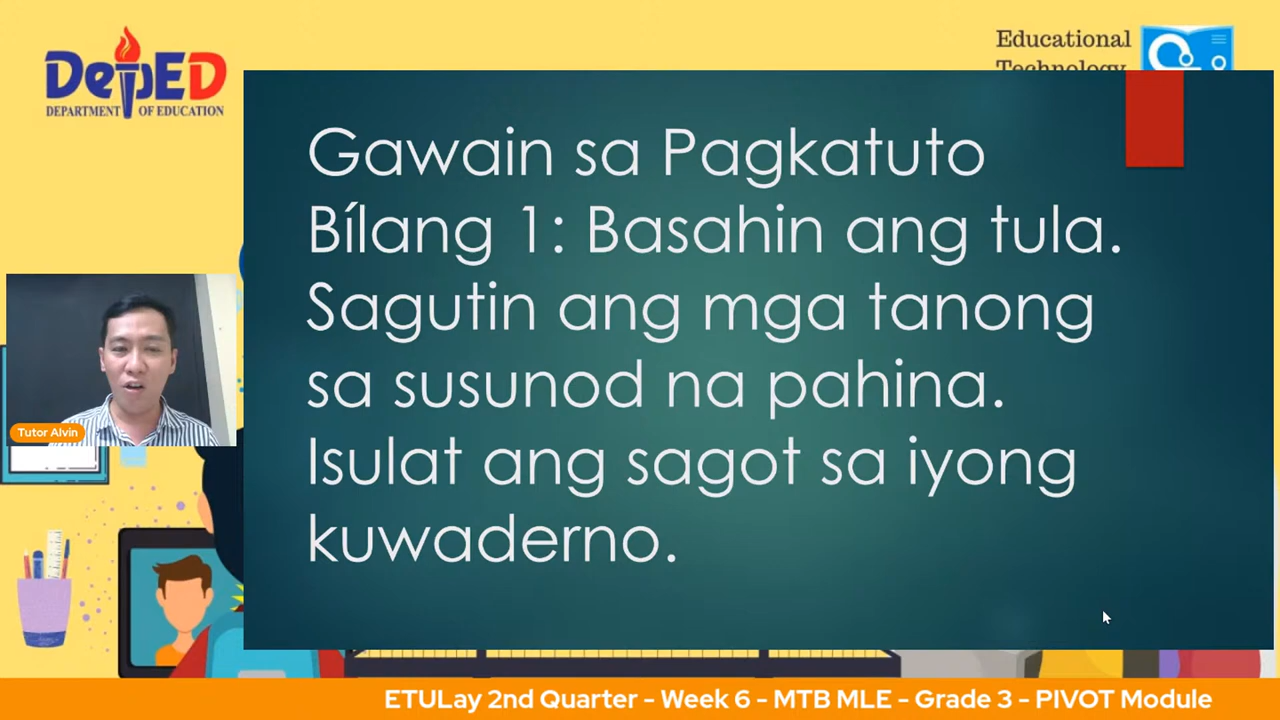 DepED
DEPARTMENT OF EDUCATION
Educational
Technology
Gawain sa Pagkatuto
Bílang 1: Basahin ang tula.
Sagutin ang mga tanong
sa susunod na pahina.
Isulat ang sagot sa iyong
kuwaderno.
Tutor Alvin
ETULay 2nd Quarter - Week 6 - MTB MLE - Grade 3 - PIVOT Module